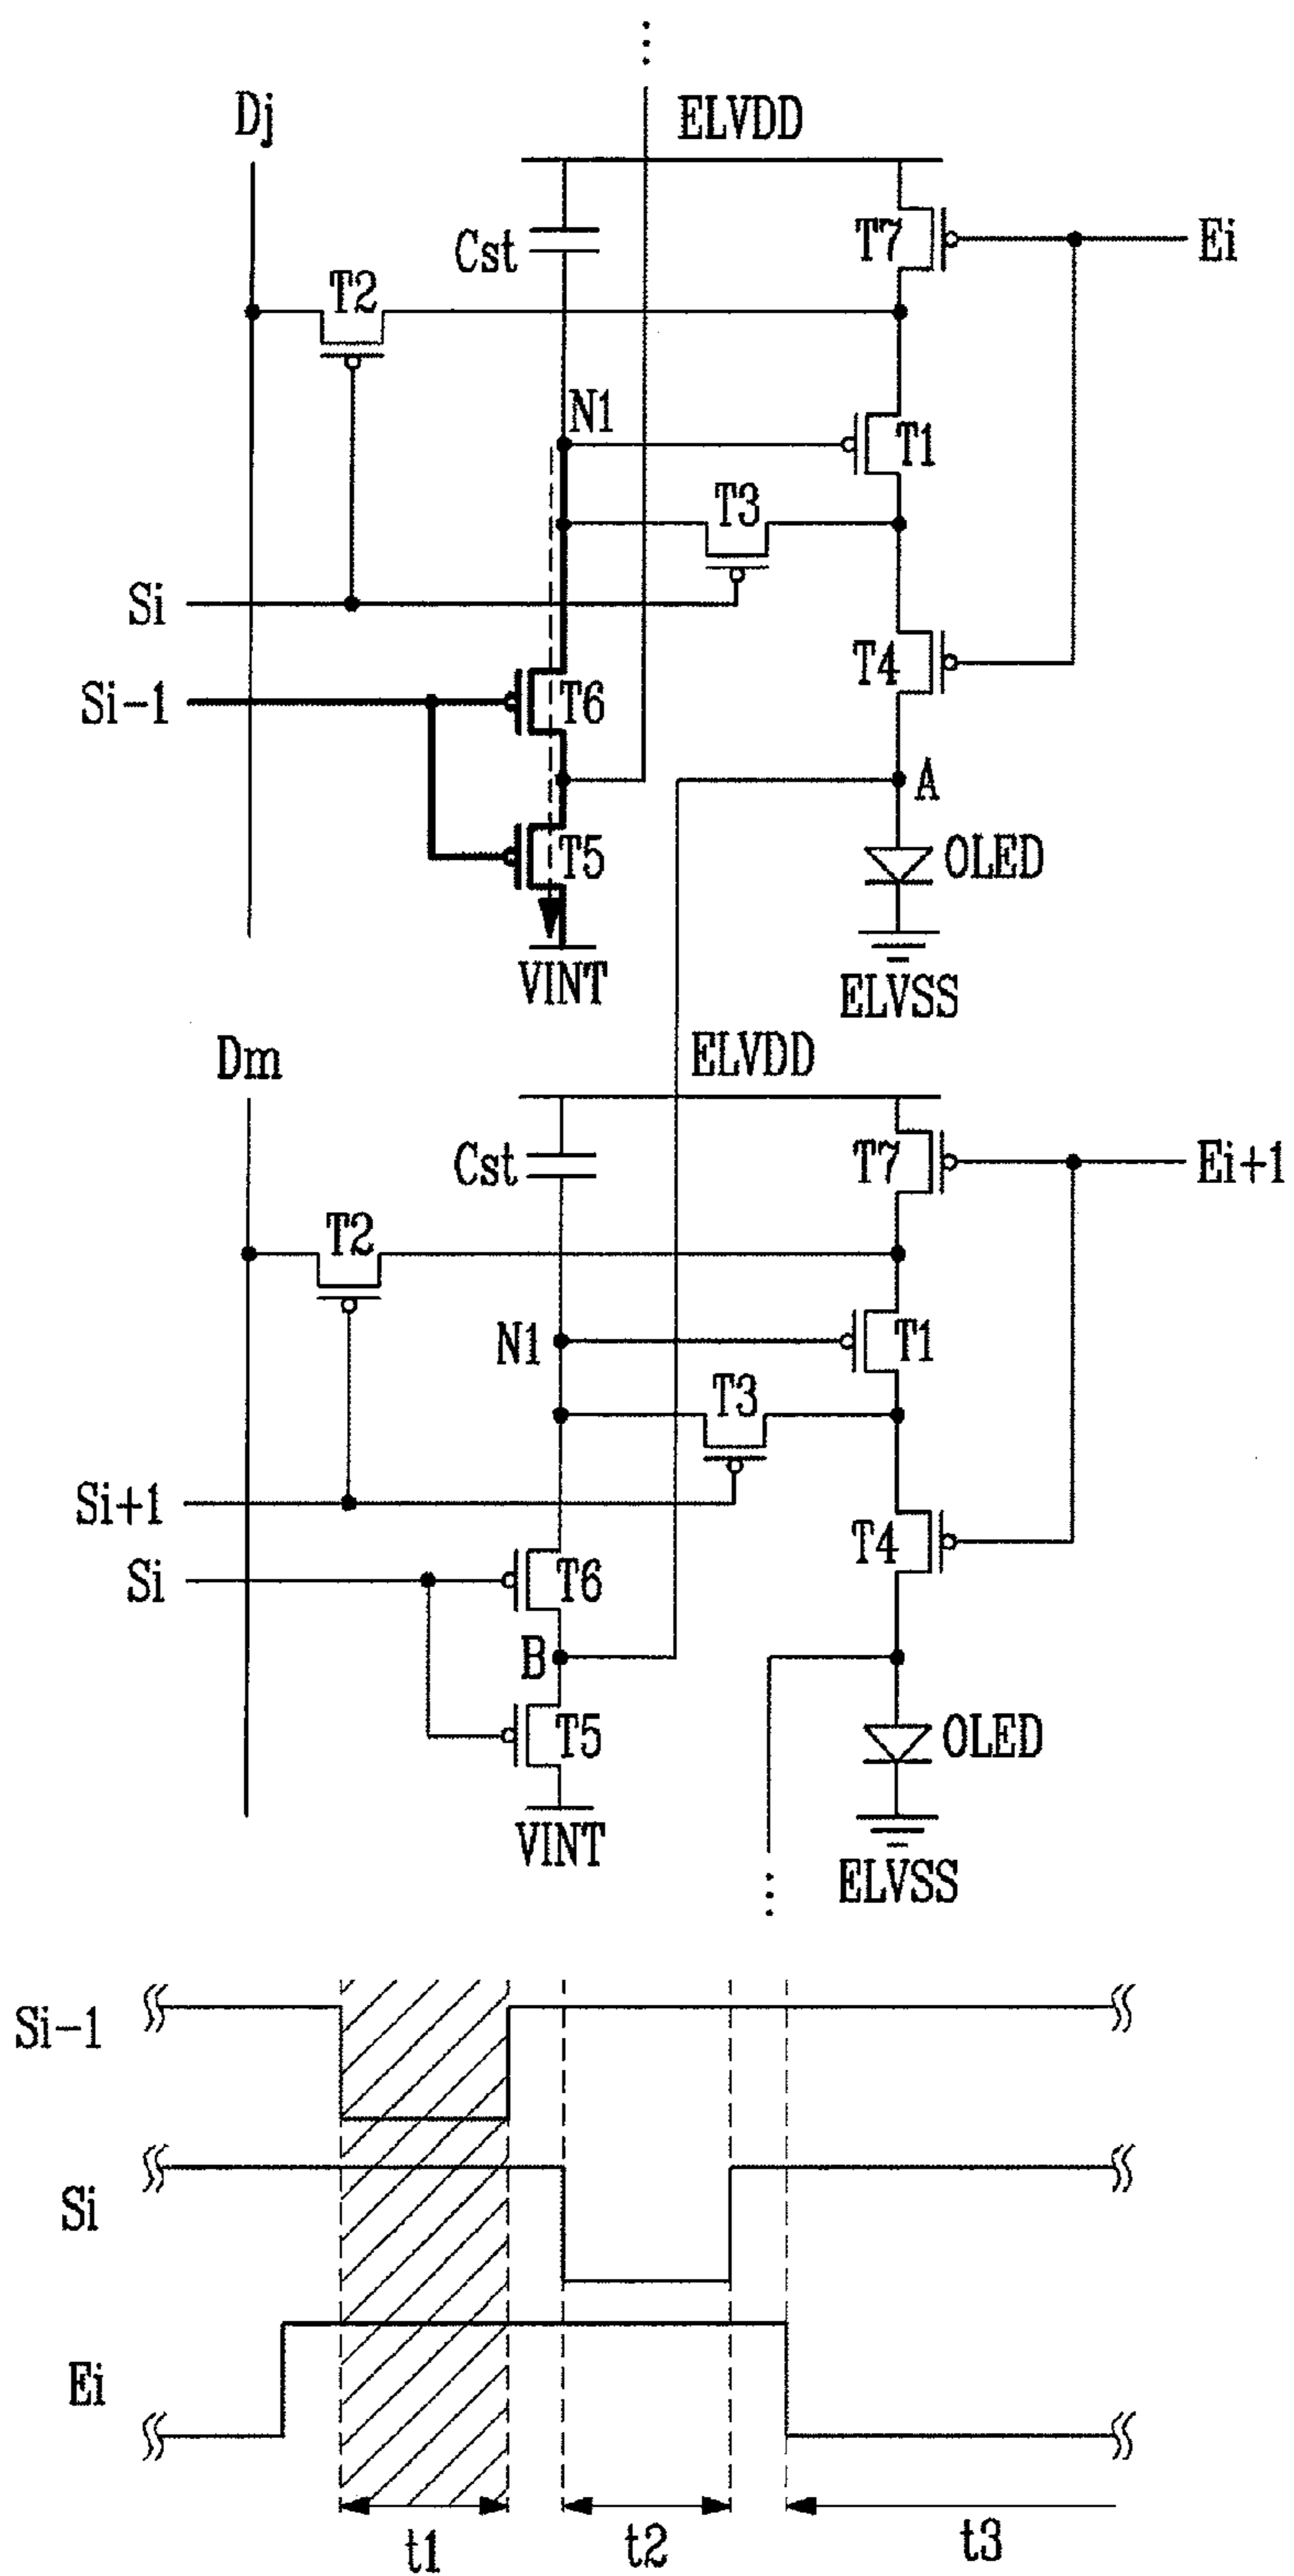 Dj
ELVDD
Cst
T7
Ei
T2
N1
T1
T3
Si
T4
Si-1
T6
A
T5
OLED
VINT
ELVSS
Dm
ELVDD
Cst
T7
Ei+1
T2
N1
T1
T3
Si+1
T4
Si
T6
B
T5
OLED
VINT
ELVSS
Si-1
Si
Ei
t1
t2
t3